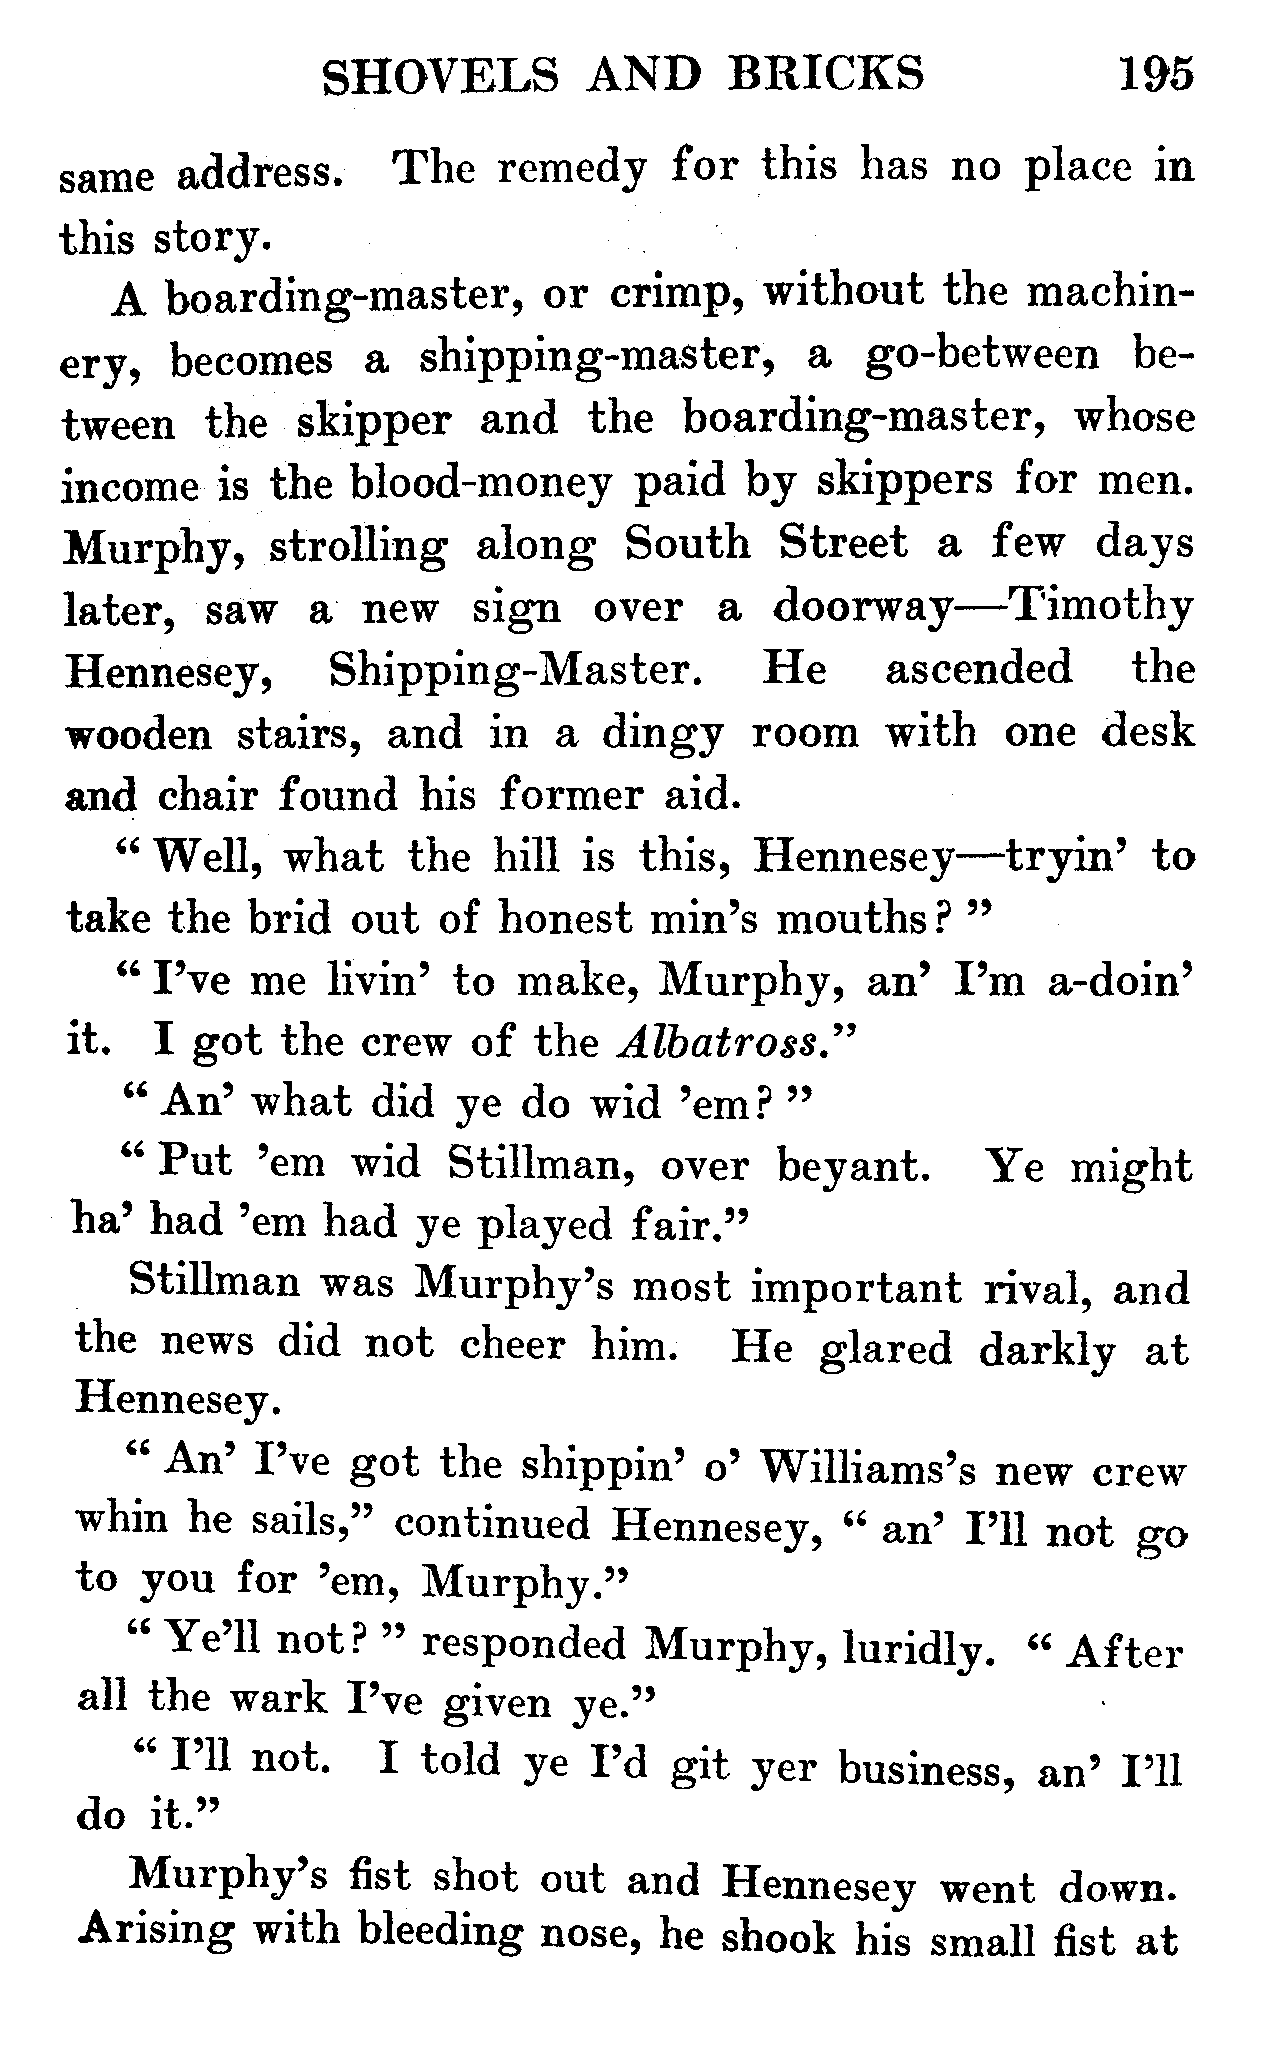 SHOVELS AND BRICKS 195
same address. The remedy for this has no place in
this story.
A boarding-master, or crimp, without the machin-
ery, becomes a shipping-master, a go-between be-
tween the skipper and the boarding-master, whose
income is the blood-money paid by skippers for men.
Murphy, strolling along South Street a few days
later, saw a new sign over a doorway—Timothy
Hennesey, Shipping-Master. He ascended the
wooden stairs, and in a dingy room with one desk
and chair found his former aid.
“ Well, what the hill is this, Hennesey—tryin’ to
take the brid out of honest min’s mouths? ”
“ I’ve me livin’ to make, Murphy, an’ I’m a-doin’
it. I got the crew of the Albatross.”
“ An’ what did ye do wid ’em? ”
“ Put ’em wid Stillman, over beyant. Ye might
ha’ had ’em had ye played fair.”
Stillman was Murphy’s most important rival, and
the news did not cheer him. He glared darkly at
Hennesey.
“ An’ I’ve got the shippin’ o’ Williams’s new crew
whin he sails,” continued Hennesey, “ an’ I’ll not go
to you for ’em, Murphy.”
“ Ye’ll not? ” responded Murphy, luridly. “ After
all the wark I’ve given ye.”
“ I’ll not. I told ye I’d git yer business, an’ I’ll
do it.”
Murphy’s fist shot out and Hennesey went down.
Arising with bleeding nose, he shook his small fist at